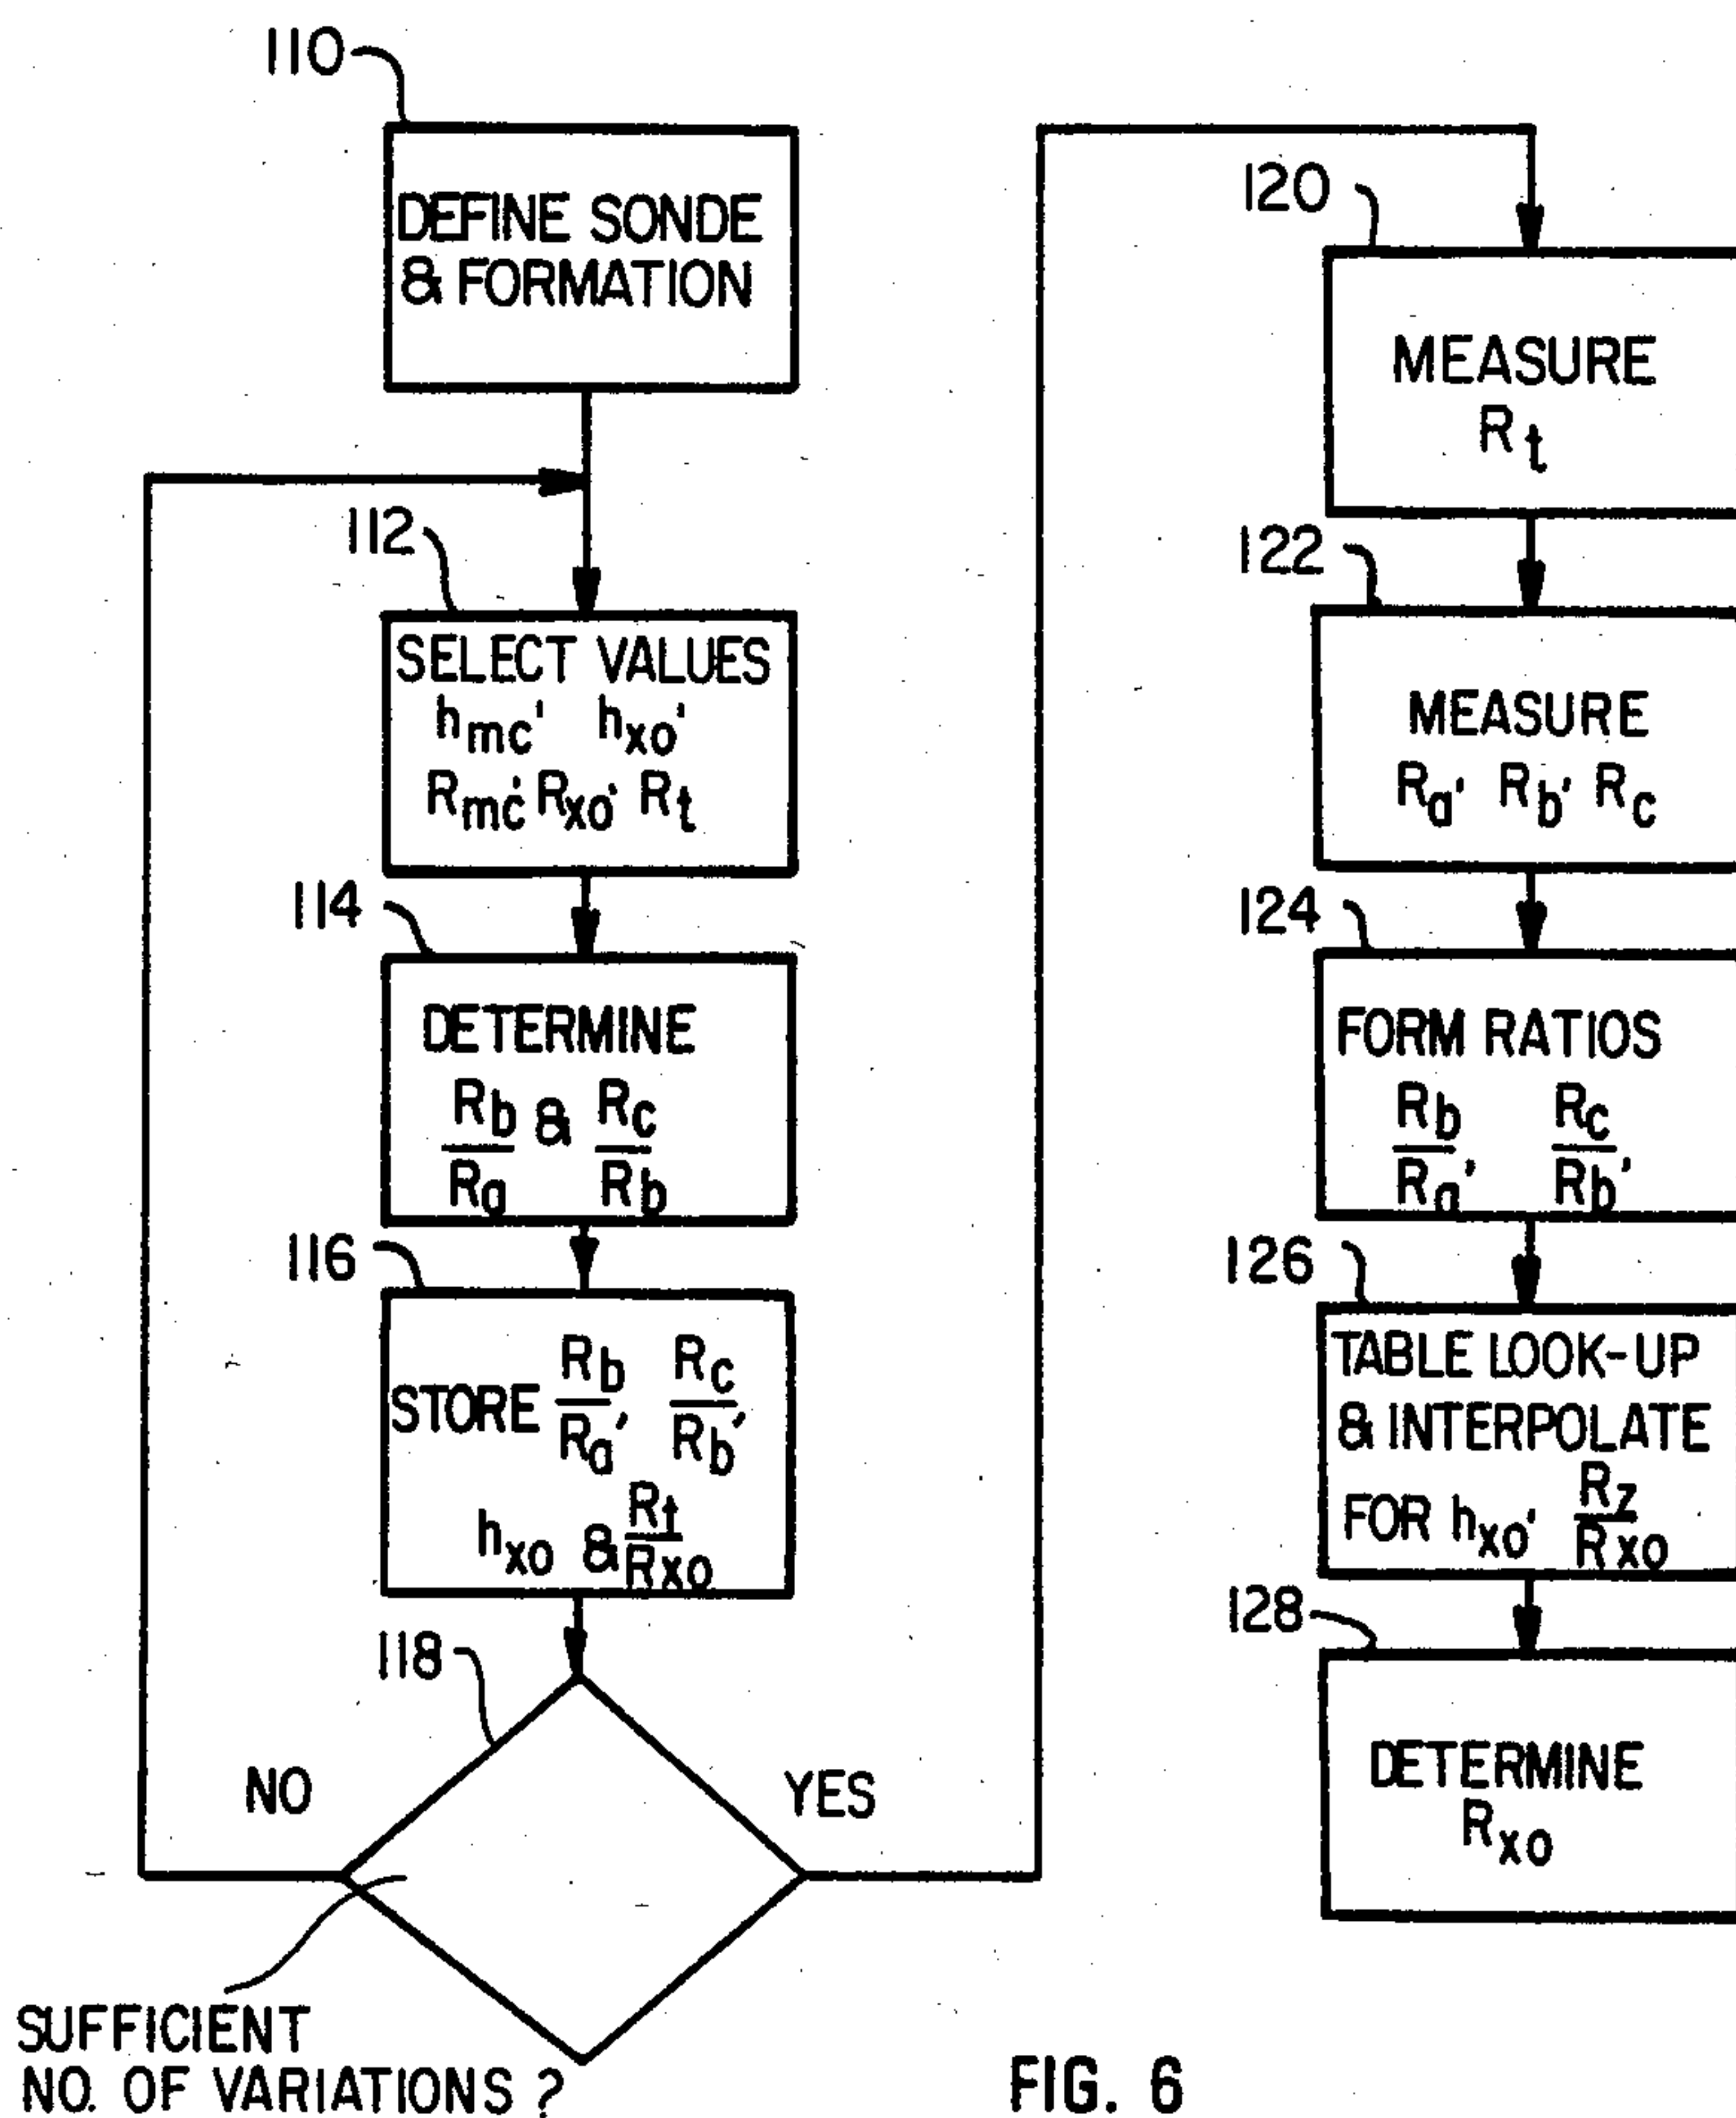 110
DEFINE SONDE
& FORMATION
112
SELECT VALUES
hmc' hxo'
Rmc' Rxo' Rt
114
DETERMINE
Rb & Rc
Ra Rb
116
Rb Rc
STORE
Ra' Rb'
hxo & Rt
Rxo
118
NO
YES
SUFFICIENT
NO. OF VARIATIONS ?
120
MEASURE
Rt
122
MEASURE
Ra' Rb' Rc
124
FORM RATIOS
Rb Rc
Ra' Rb'
126
TABLE LOOK-UP
& INTERPOLATE
FOR hxo' Rz
Rxo
128
DETERMINE
Rxo
FIG. 6